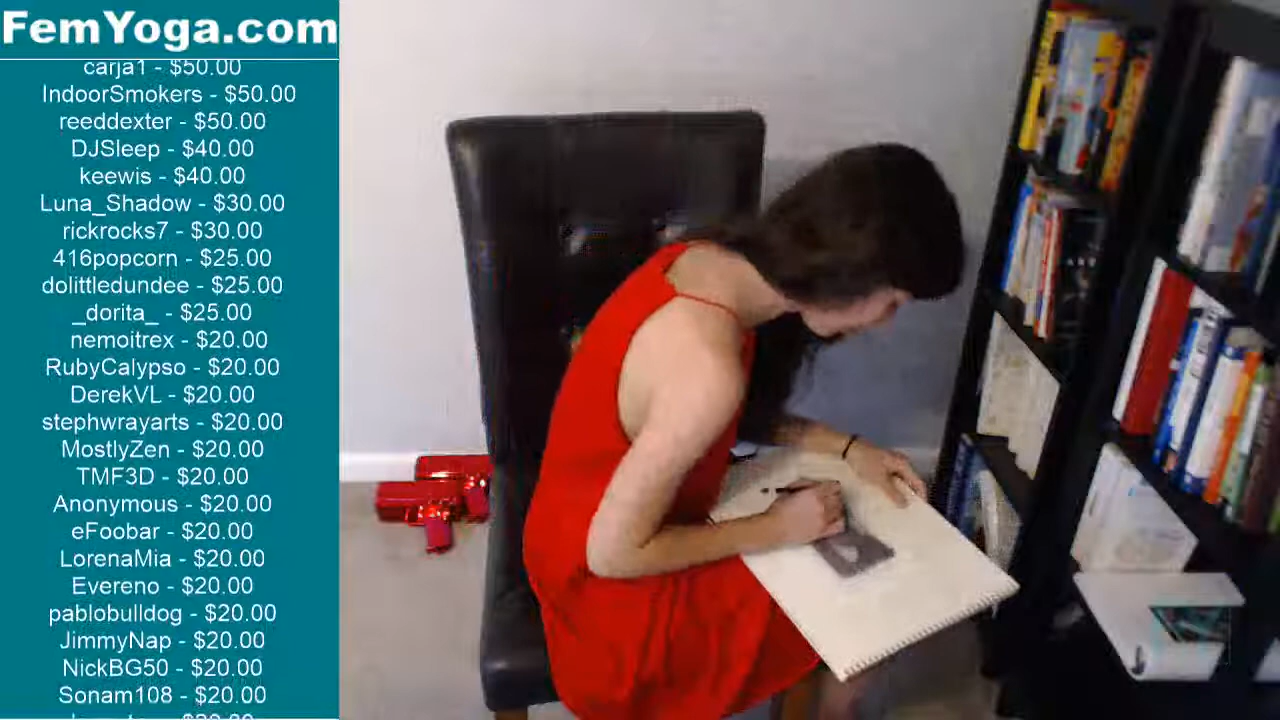 FemYoga.com
carja1 - $50.00
IndoorSmokers - $50.00
reeddexter - $50.00
DJSleep - $40.00
keewis - $40.00
Luna_Shadow - $30.00
rickrocks7 - $30.00
416popcorn - $25.00
dolittledundee - $25.00
_dorita_ - $25.00
nemoitrex - $20.00
RubyCalypso - $20.00
DerekVL - $20.00
stephwrayarts - $20.00
MostlyZen - $20.00
TMF3D - $20.00
Anonymous - $20.00
eFoobar - $20.00
LorenaMia - $20.00
Evereno - $20.00
pablobulldog - $20.00
JimmyNap - $20.00
NickBG50 - $20.00
Sonam108 - $20.00